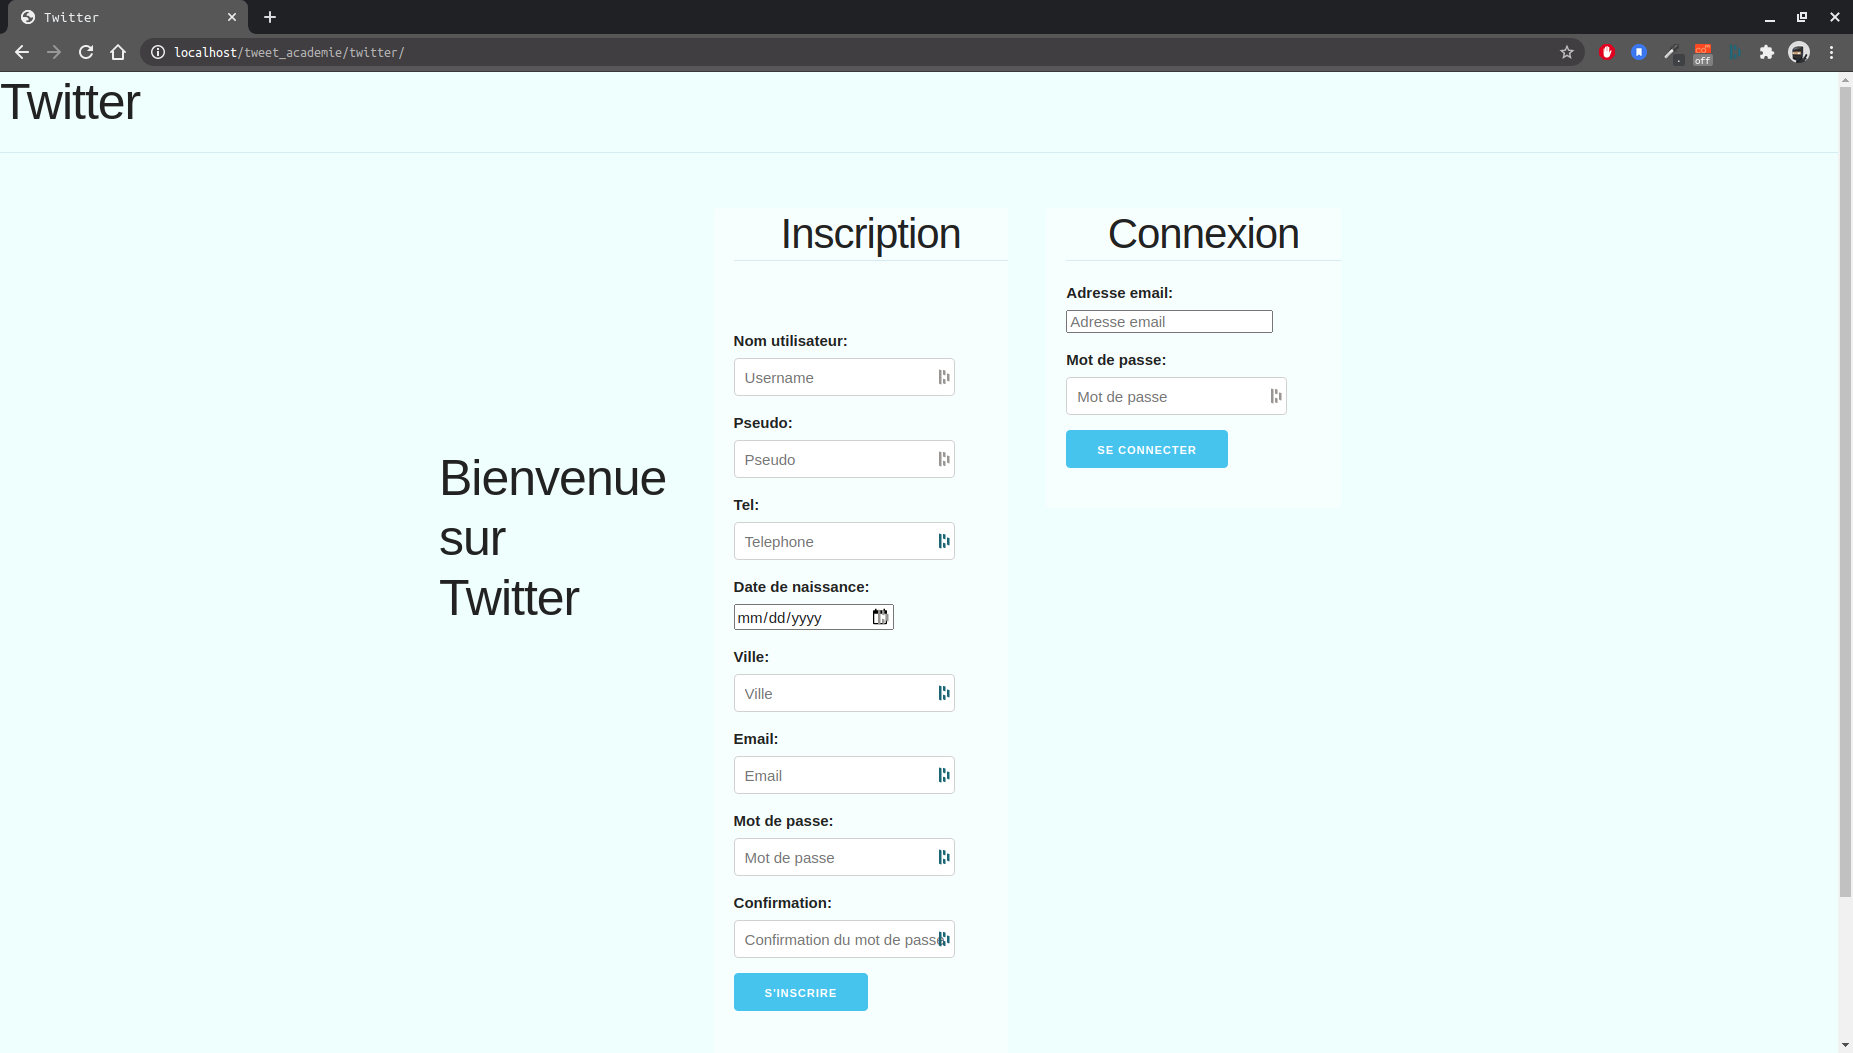 Twitter
localhost/tweet_academie/twitter/
off
Twitter
Bienvenue
sur
Twitter
Inscription
Nom utilisateur:
Username
Pseudo:
Pseudo
Tel:
Telephone
Date de naissance:
mm/dd/yyyy
Ville:
Ville
Email:
Email
Mot de passe:
Mot de passe
Confirmation:
Confirmation du mot de passe
S'INSCRIRE
Connexion
Adresse email:
Adresse email
Mot de passe:
Mot de passe
SE CONNECTER